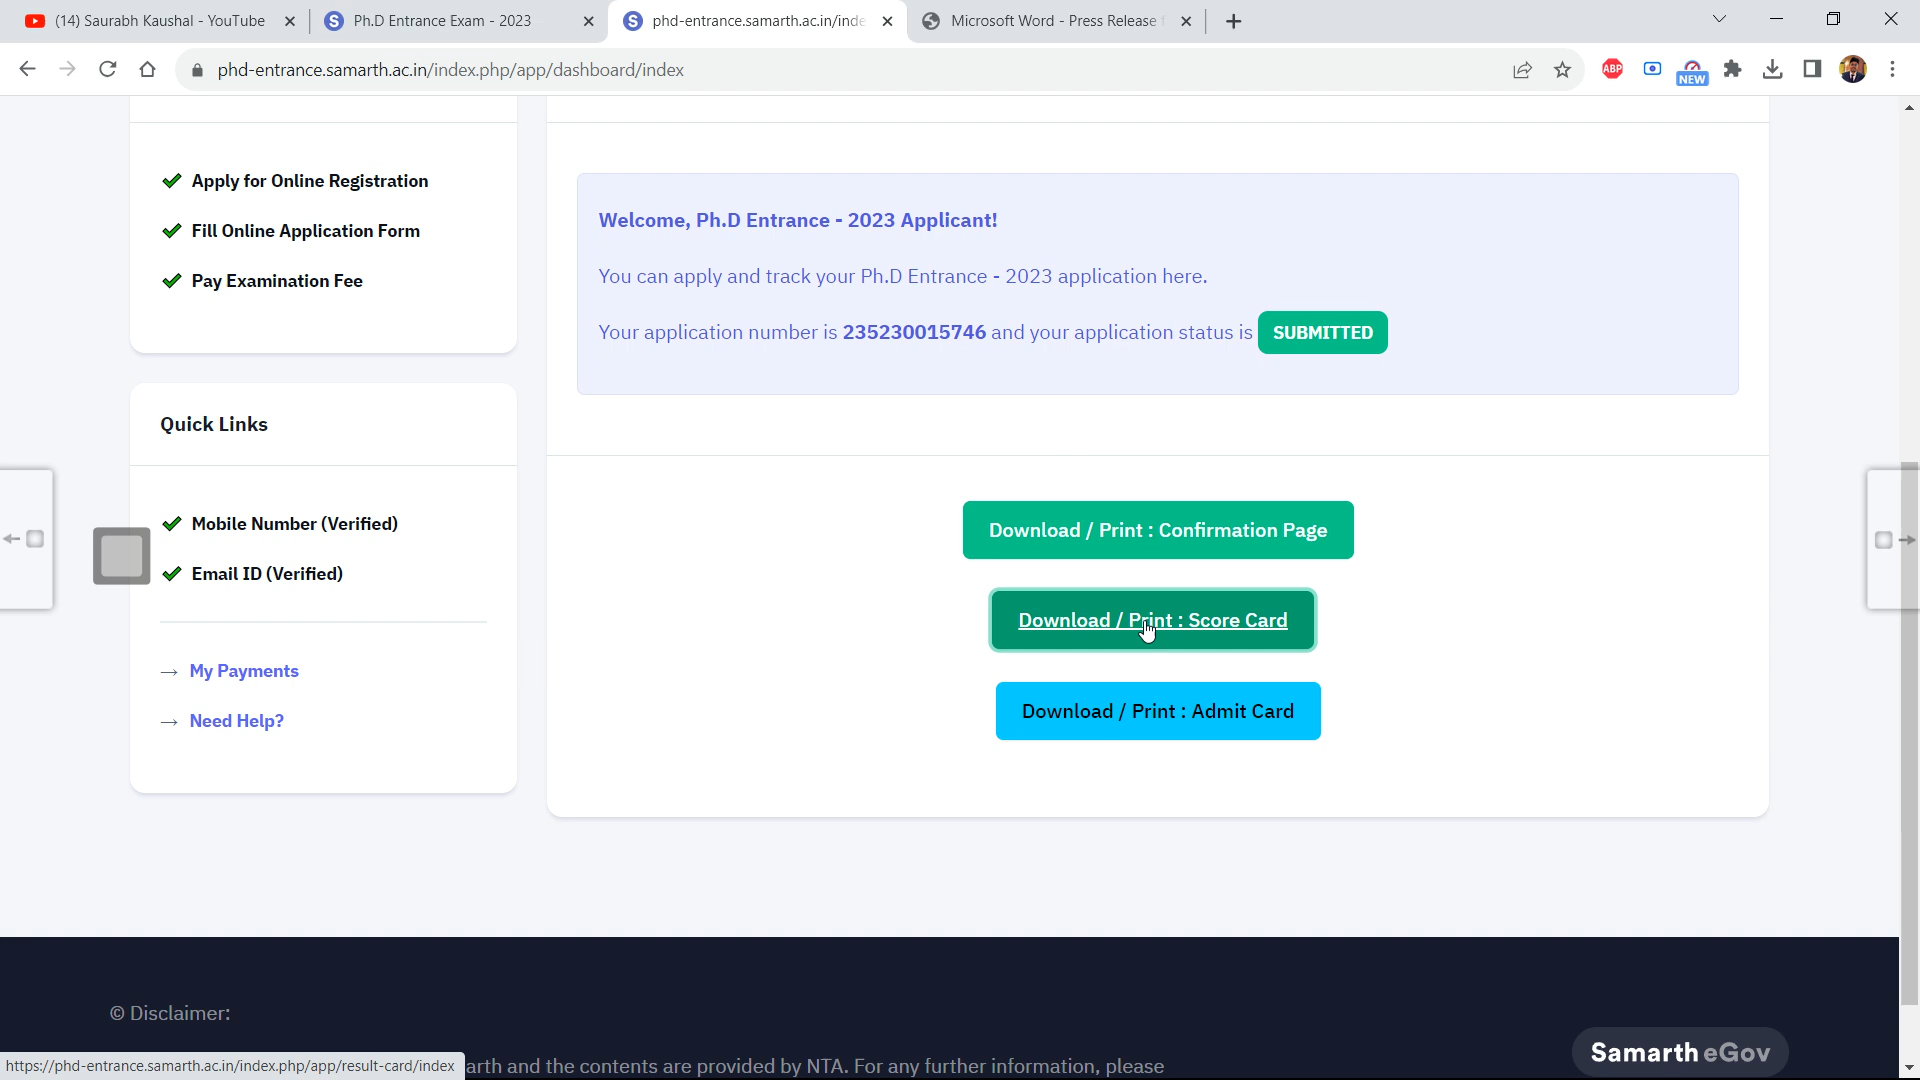 (14) Saurabh Kaushal - YouTube
Ph.D Entrance Exam - 2023
phd-entrance.samarth.ac.in/inde
Microsoft Word - Press Release f
phd-entrance.samarth.ac.in/index.php/app/dashboard/index
ABP
NEW
Apply for Online Registration
Fill Online Application Form
Pay Examination Fee
Welcome, Ph.D Entrance - 2023 Applicant!
You can apply and track your Ph.D Entrance - 2023 application here.
Your application number is 235230015746 and your application status is SUBMITTED
Quick Links
Mobile Number (Verified)
Email ID (Verified)
→ My Payments
→ Need Help?
Download / Print : Confirmation Page
Download / Print : Score Card
Download / Print : Admit Card
© Disclaimer:
arth and the contents are provided by NTA. For any further information, please
Samarth eGov
https://phd-entrance.samarth.ac.in/index.php/app/result-card/index